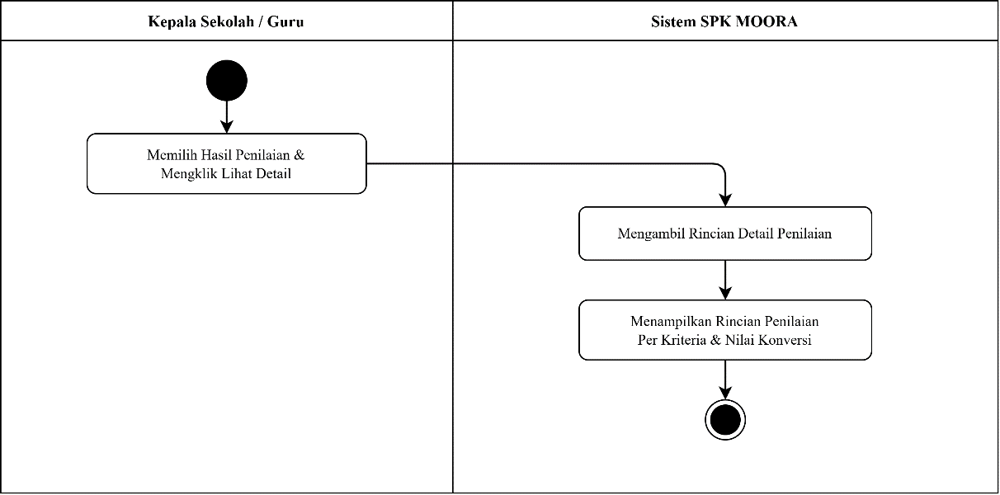 Kepala Sekolah / Guru
Sistem SPK MOORA
Memilih Hasil Penilaian &
Mengklik Lihat Detail
Mengambil Rincian Detail Penilaian
Menampilkan Rincian Penilaian
Per Kriteria & Nilai Konversi